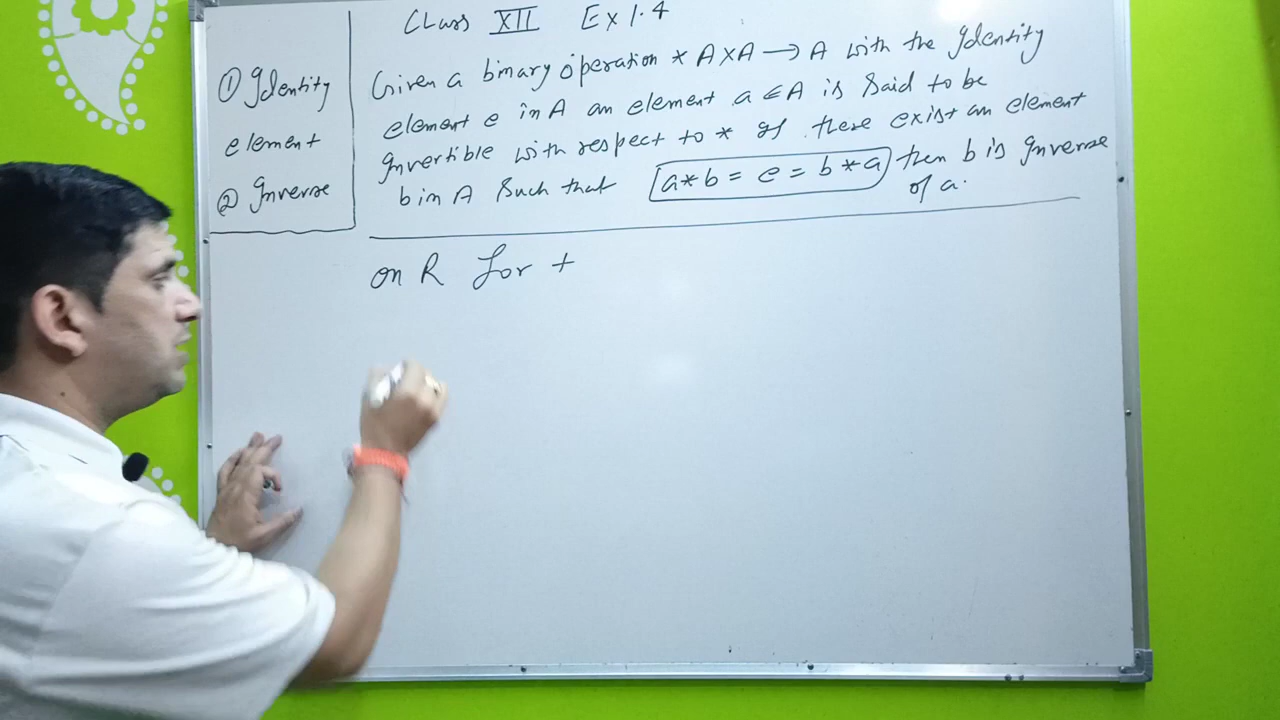 Class XII Ex 1.4
① Identity
element
② Inverse
Given a binary operation * A×A → A with the Identity
element e in A an element a ∈ A is said to be
Invertible with respect to * If there exist an element
b in A Such that a*b = e = b*a then b is Inverse
of a.
on R for +